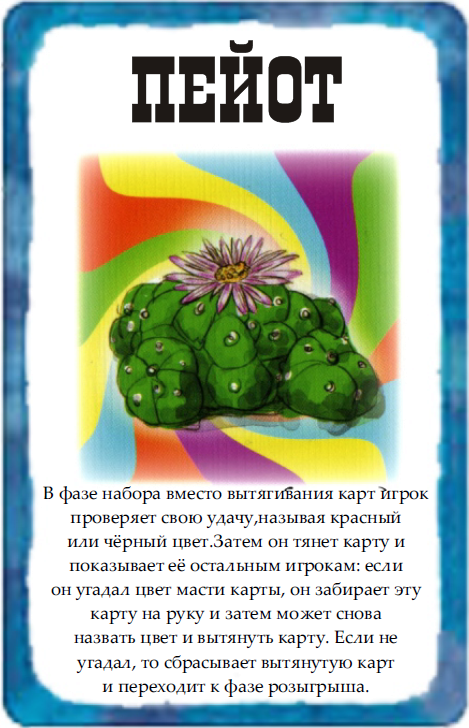 ПЕЙОТ
В фазе набора вместо вытягивания карт игрок
проверяет свою удачу,называя красный
или чёрный цвет.Затем он тянет карту и
показывает её остальным игрокам: если
он угадал цвет масти карты, он забирает эту
карту на руку и затем может снова
назвать цвет и вытянуть карту. Если не
угадал, то сбрасывает вытянутую карт
и переходит к фазе розыгрыша.